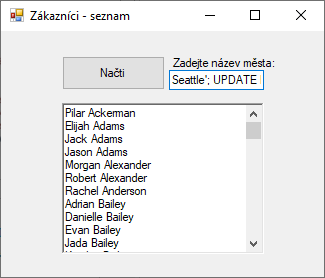 Zákazníci - seznam
Zadejte název města:
Načti
Seattle'; UPDATE
Pilar Ackerman
Elijah Adams
Jack Adams
Jason Adams
Morgan Alexander
Robert Alexander
Rachel Anderson
Adrian Bailey
Danielle Bailey
Evan Bailey
Jada Bailey